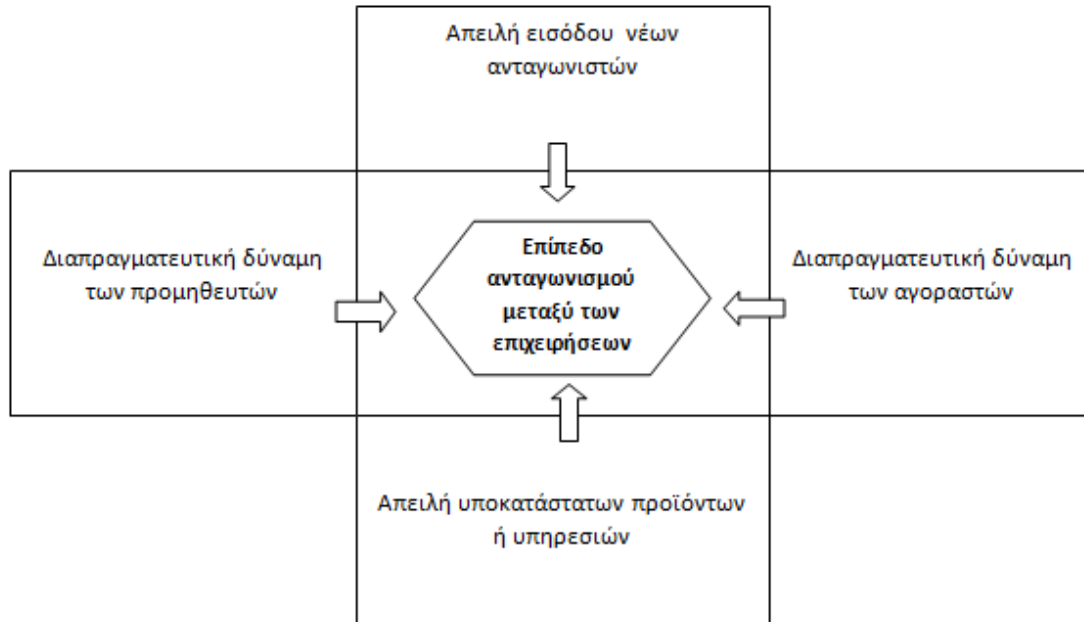 Απειλή εισόδου νέων
ανταγωνιστών
Διαπραγματευτική δύναμη
των προμηθευτών
Επίπεδο
ανταγωνισμού
μεταξύ των
επιχειρήσεων
Διαπραγματευτική δύναμη
των αγοραστών
Απειλή υποκατάστατων προϊόντων
ή υπηρεσιών